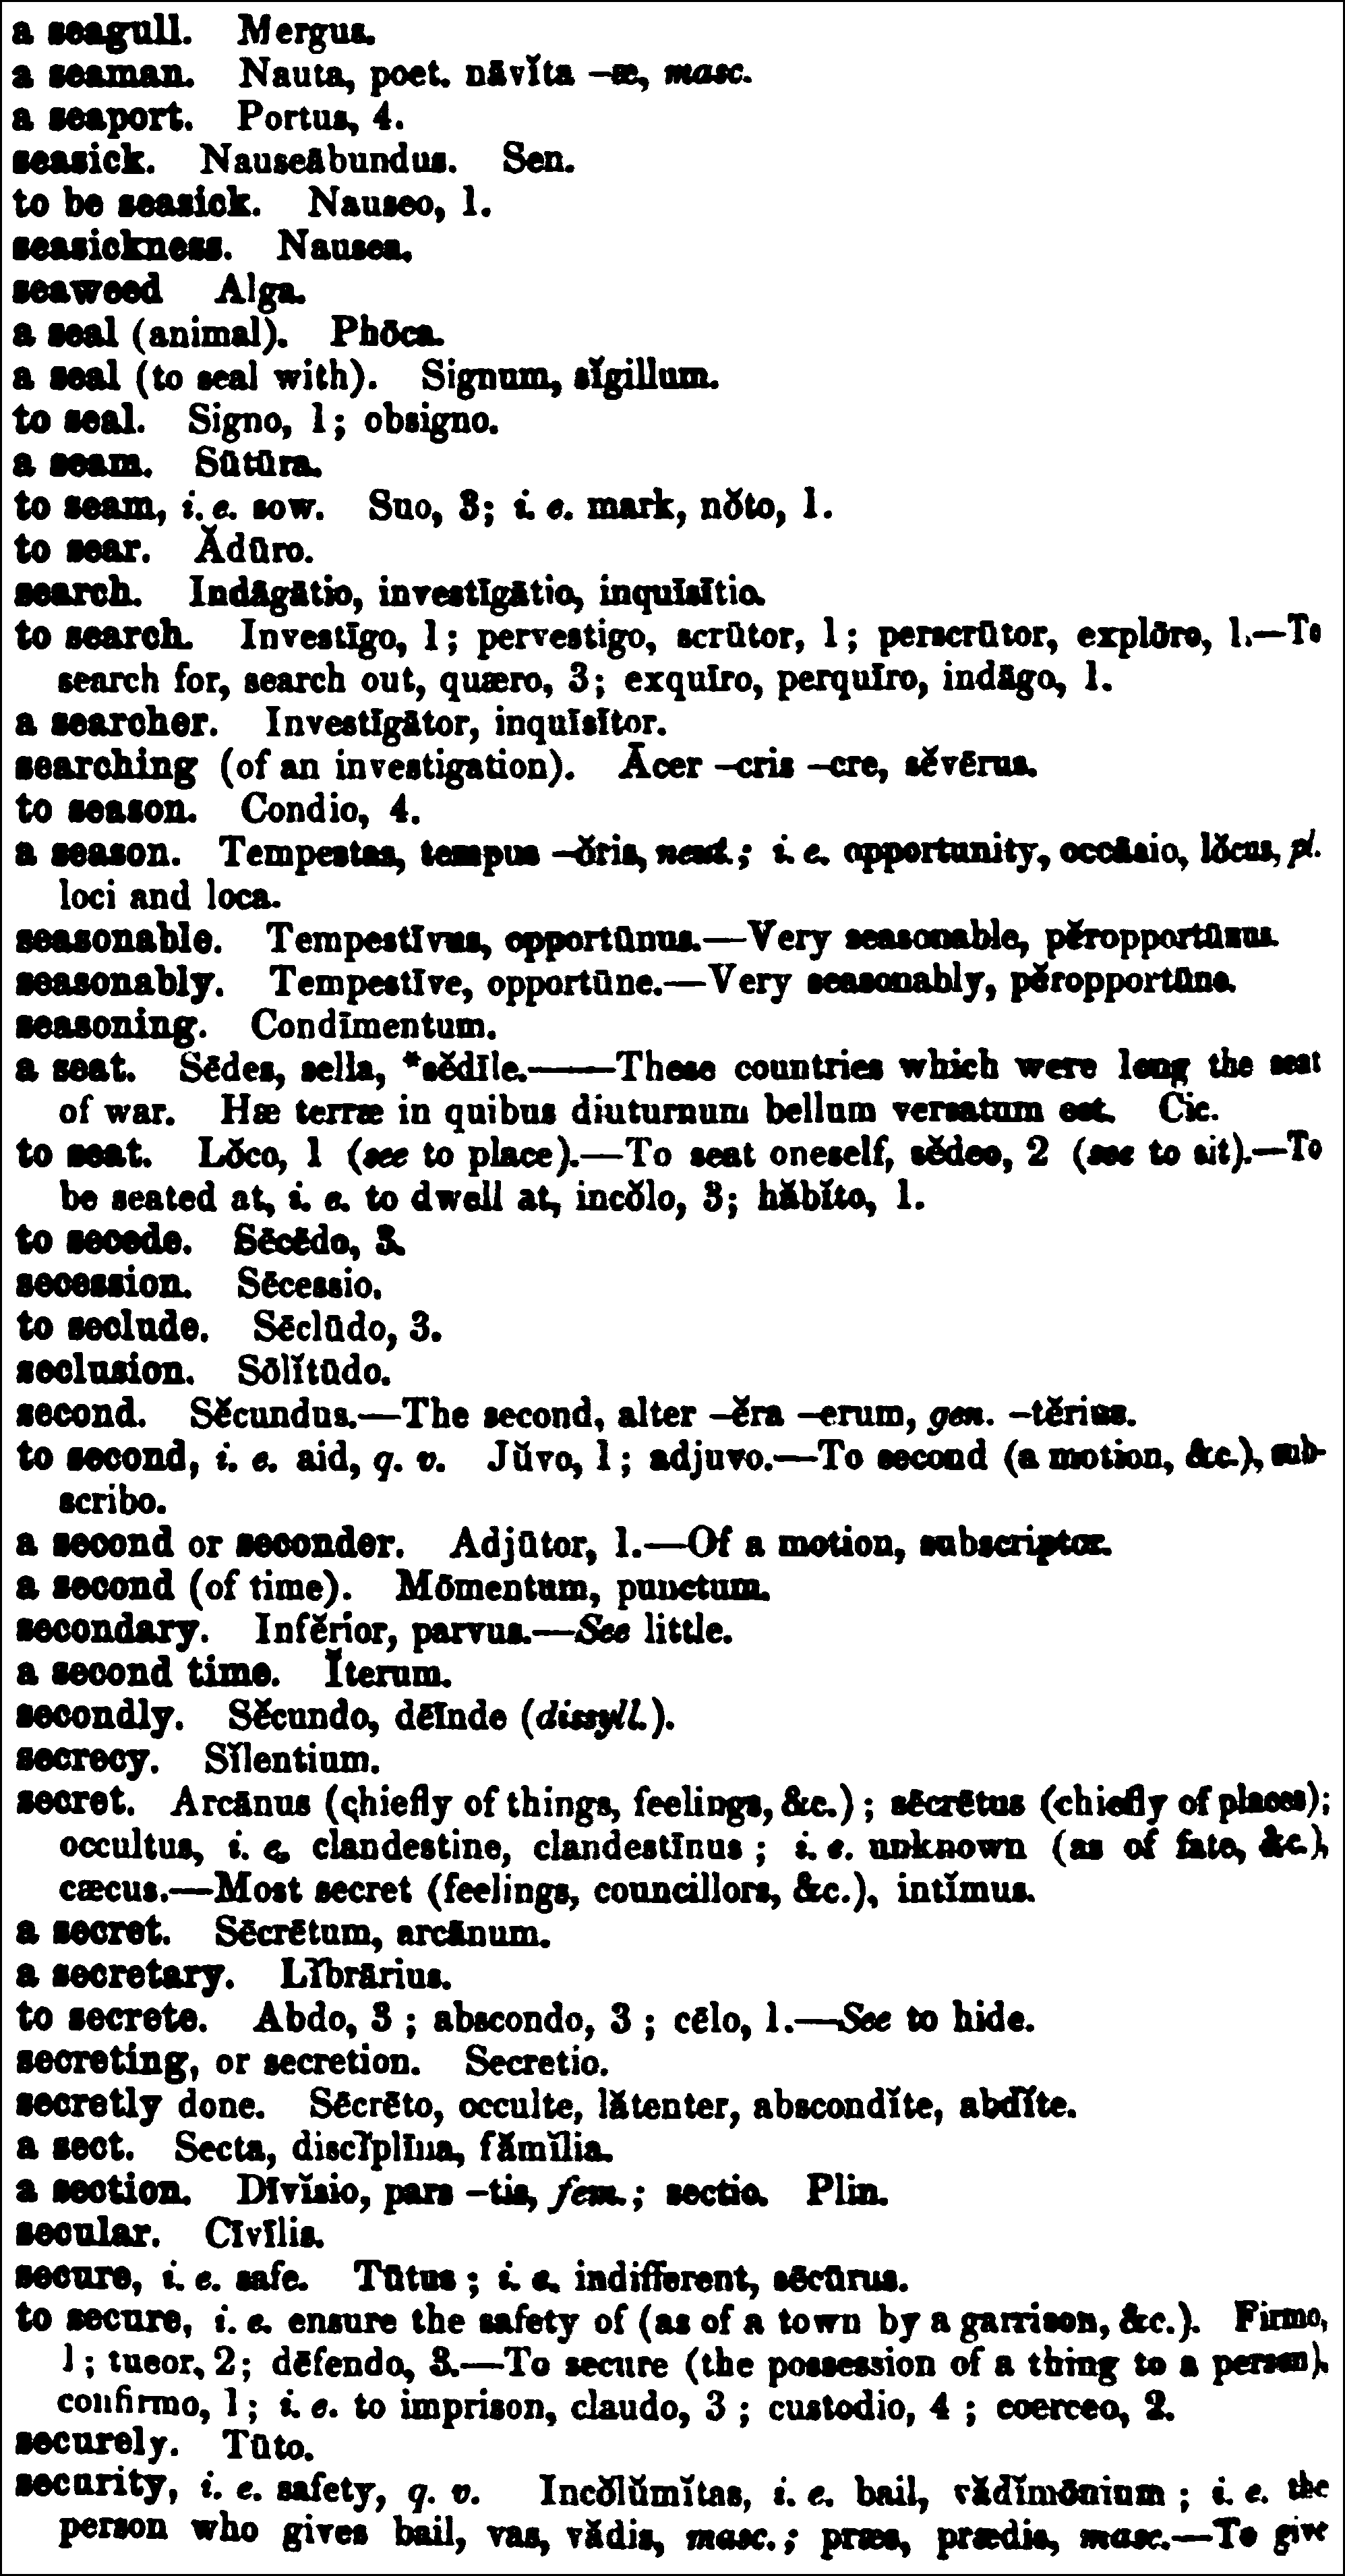 a seagull. Mergus.
a seaman. Nauta, poet. nāvĭta –æ, masc.
a seaport. Portus, 4.
seasick. Nauseābundus. Sen.
to be seasick. Nauseo, 1.
seasickness. Nausea.
seaweed Alga.
a seal (animal). Phōca.
a seal (to seal with). Signum, sĭgillum.
to seal. Signo, 1; obsigno.
a seam. Sūtūra.
to seam, i. e. sow. Suo, 3; i. e. mark, nŏto, 1.
to sear. Ădūro.
search. Indāgātio, investīgātio, inquīsītio.
to search. Investīgo, 1; pervestigo, scrūtor, 1; perscrūtor, explōro, 1.—To
search for, search out, quæro, 3; exquīro, perquīro, indāgo, 1.
a searcher. Investīgātor, inquīsītor.
searching (of an investigation). Ācer –cris –cre, sĕvērus.
to season. Condio, 4.
a season. Tempestas, tempus –ŏris, neut.; i. e. opportunity, occāsio, lŏcus, pl.
loci and loca.
seasonable. Tempestīvus, opportūnus.—Very seasonable, pĕropportūnus.
seasonably. Tempestīve, opportūne.—Very seasonably, pĕropportūne.
seasoning. Condīmentum.
a seat. Sēdes, sella, *sĕdīle.——These countries which were long the seat
of war. Hæ terræ in quibus diuturnum bellum versatum est. Cic.
to seat. Lŏco, 1 (see to place).—To seat oneself, sĕdeo, 2 (see to sit).—To
be seated at, i. e. to dwell at, incŏlo, 3; hăbĭto, 1.
to secede. Sēcēdo, 3.
secession. Sēcessio.
to seclude. Sēclūdo, 3.
seclusion. Sōlĭtūdo.
second. Sĕcundus.—The second, alter –ĕra –erum, gen. –tĕrius.
to second, i. e. aid, q. v. Jŭvo, 1; adjuvo.—To second (a motion, &c.), sub-
scribo.
a second or seconder. Adjūtor, 1.—Of a motion, subscriptor.
a second (of time). Mōmentum, punctum.
secondary. Infĕrior, parvus.—See little.
a second time. Ĭterum.
secondly. Sĕcundo, dēīnde (dissyll.).
secrecy. Sĭlentium.
secret. Arcānus (chiefly of things, feelings, &c.); sēcrētus (chiefly of places);
occultus, i. e. clandestine, clandestīnus; i. e. unknown (as of fate, &c.),
cæcus.—Most secret (feelings, councillors, &c.), intĭmus.
a secret. Sēcrētum, arcānum.
a secretary. Lĭbrārius.
to secrete. Abdo, 3; abscondo, 3; cēlo, 1.—See to hide.
secreting, or secretion. Secretio.
secretly done. Sēcrēto, occulte, lătenter, abscondĭte, abdĭte.
a sect. Secta, discĭplīna, fămĭlia.
a section. Dīvĭsio, pars –tis, fem.; sectio. Plin.
secular. Cīvīlis.
secure, i. e. safe. Tūtus; i. e. indifferent, sēcūrus.
to secure, i. e. ensure the safety of (as of a town by a garrison, &c.). Firmo,
1; tueor, 2; dēfendo, 3.—To secure (the possession of a thing to a person),
confirmo, 1; i. e. to imprison, claudo, 3; custodio, 4; coerceo, 2.
securely. Tūto.
security, i. e. safety, q. v. Incŏlŭmĭtas, i. e. bail, vădĭmōnium; i. e. the
person who gives bail, vas, vădis, masc.; præs, prædis, masc.—To give